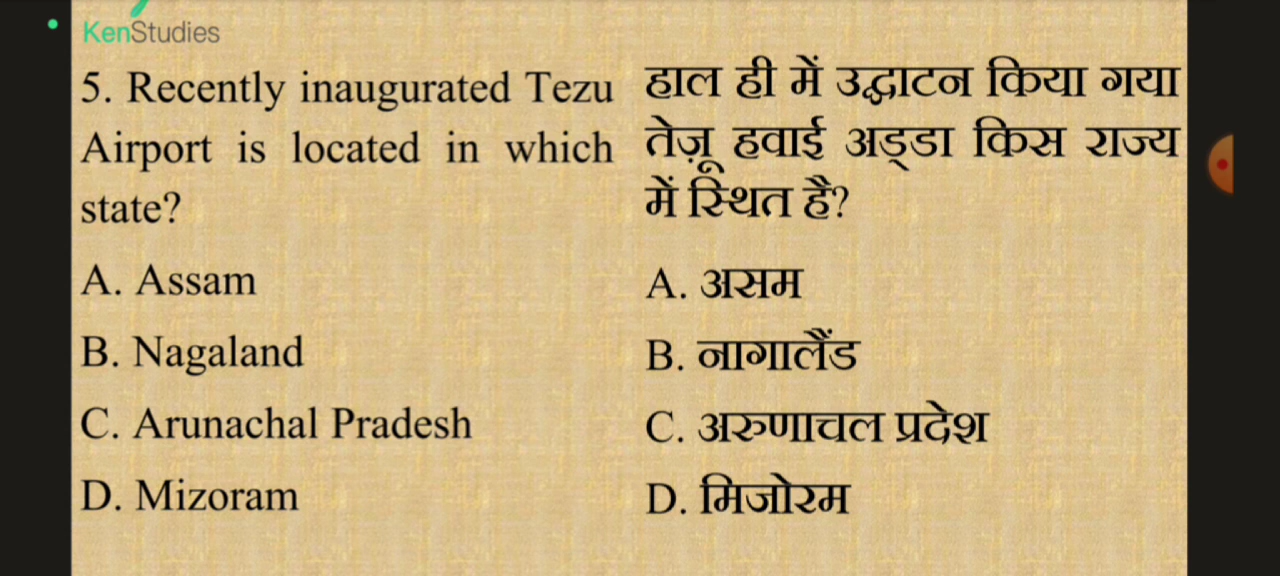 KenStudies
5. Recently inaugurated Tezu
Airport is located in which
state?
A. Assam
B. Nagaland
C. Arunachal Pradesh
D. Mizoram
हाल ही में उद्घाटन किया गया
तेज़ू हवाई अड्डा किस राज्य
में स्थित है?
A. असम
B. नागालैंड
C. अरुणाचल प्रदेश
D. मिजोरम